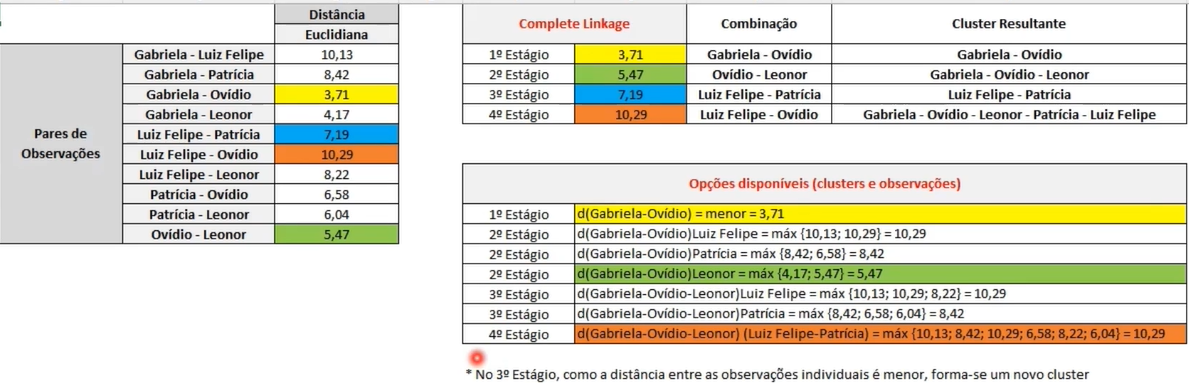 Distância
Euclidiana
Pares de
Observações
Gabriela - Luiz Felipe 10,13
Gabriela - Patrícia 8,42
Gabriela - Ovídio 3,71
Gabriela - Leonor 4,17
Luiz Felipe - Patrícia 7,19
Luiz Felipe - Ovídio 10,29
Luiz Felipe - Leonor 8,22
Patrícia - Ovídio 6,58
Patrícia - Leonor 6,04
Ovídio - Leonor 5,47
Complete Linkage Combinação Cluster Resultante
1º Estágio 3,71 Gabriela - Ovídio Gabriela - Ovídio
2º Estágio 5,47 Ovídio - Leonor Gabriela - Ovídio - Leonor
3º Estágio 7,19 Luiz Felipe - Patrícia Luiz Felipe - Patrícia
4º Estágio 10,29 Luiz Felipe - Ovídio Gabriela - Ovídio - Leonor - Patrícia - Luiz Felipe
Opções disponíveis (clusters e observações)
1º Estágio d(Gabriela-Ovídio) = menor = 3,71
2º Estágio d(Gabriela-Ovídio)Luiz Felipe = máx {10,13; 10,29} = 10,29
2º Estágio d(Gabriela-Ovídio)Patrícia = máx {8,42; 6,58} = 8,42
2º Estágio d(Gabriela-Ovídio)Leonor = máx {4,17; 5,47} = 5,47
3º Estágio d(Gabriela-Ovídio-Leonor)Luiz Felipe = máx {10,13; 10,29; 8,22} = 10,29
3º Estágio d(Gabriela-Ovídio-Leonor)Patrícia = máx {8,42; 6,58; 6,04} = 8,42
4º Estágio d(Gabriela-Ovídio-Leonor) (Luiz Felipe-Patrícia) = máx {10,13; 8,42; 10,29; 6,58; 8,22; 6,04} = 10,29
* No 3º Estágio, como a distância entre as observações individuais é menor, forma-se um novo cluster